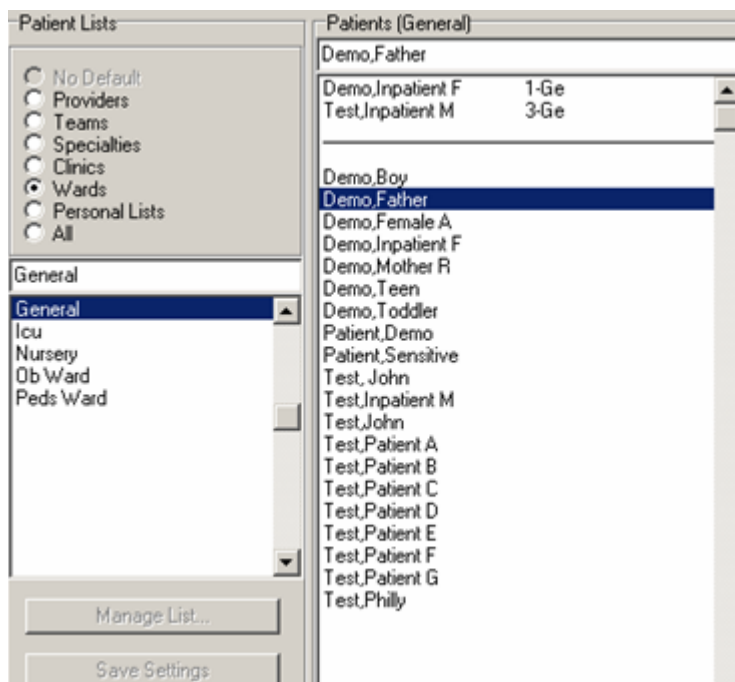 Patient Lists
No Default
Providers
Teams
Specialties
Clinics
Wards
Personal Lists
All
General
General
Icu
Nursery
Ob Ward
Peds Ward
Manage List...
Save Settings
Patients (General)
Demo,Father
Demo,Inpatient F 1-Ge
Test,Inpatient M 3-Ge
Demo,Boy
Demo,Father
Demo,Female A
Demo,Inpatient F
Demo,Mother R
Demo,Teen
Demo,Toddler
Patient,Demo
Patient,Sensitive
Test, John
Test,Inpatient M
Test,John
Test,Patient A
Test,Patient B
Test,Patient C
Test,Patient D
Test,Patient E
Test,Patient F
Test,Patient G
Test,Philly